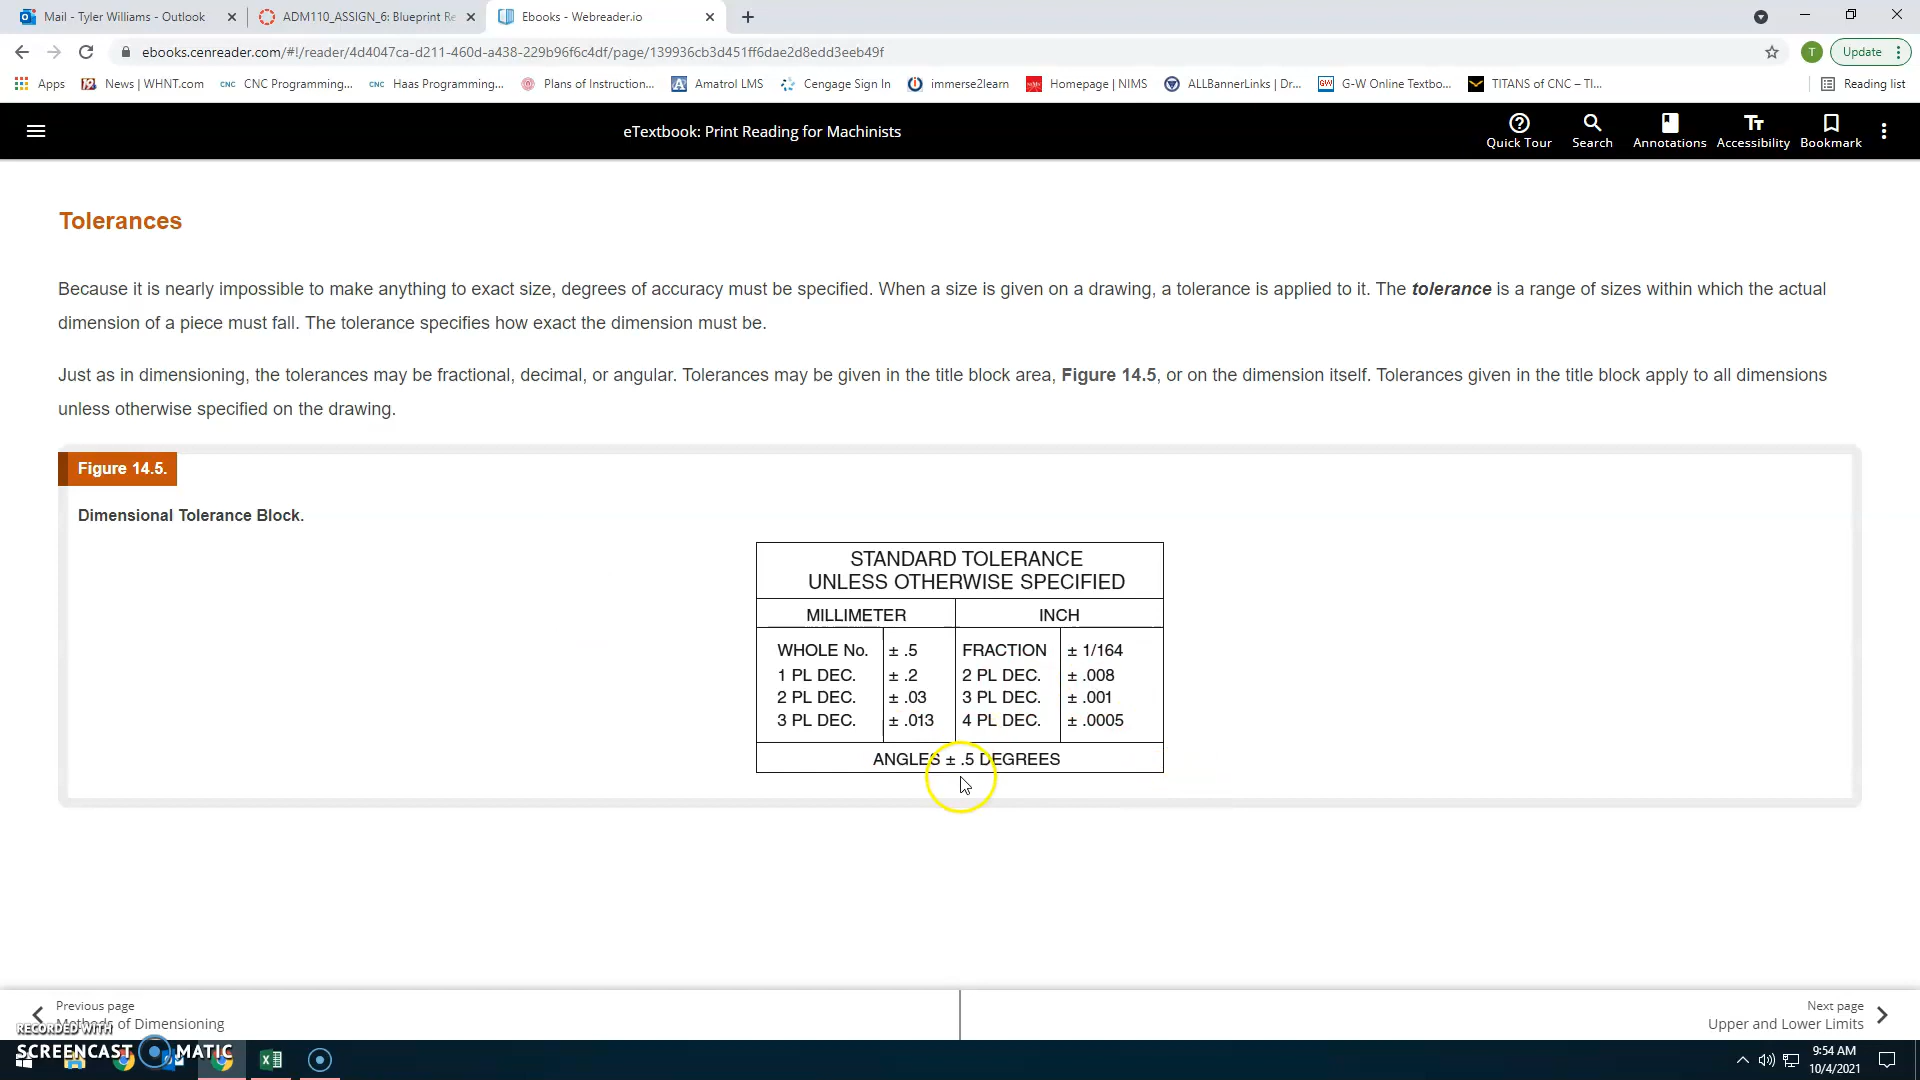 Mail - Tyler Williams - Outlook
ADM110_ASSIGN_6: Blueprint Re
Ebooks - Webreader.io
ebooks.cenreader.com/#!/reader/4d4047ca-d211-460d-a438-229b96f6c4df/page/139936cb3d451ff6dae2d8edd3eeb49f
T
Update
Apps
News | WHNT.com
CNC Programming...
Haas Programming...
Plans of Instruction...
Amatrol LMS
Cengage Sign In
immerse2learn
Homepage | NIMS
ALLBannerLinks | Dr...
G-W Online Textbo...
TITANS of CNC – TI...
Reading list
eTextbook: Print Reading for Machinists
Quick Tour
Search
Annotations
Accessibility
Bookmark
Tolerances
Because it is nearly impossible to make anything to exact size, degrees of accuracy must be specified. When a size is given on a drawing, a tolerance is applied to it. The tolerance is a range of sizes within which the actual
dimension of a piece must fall. The tolerance specifies how exact the dimension must be.
Just as in dimensioning, the tolerances may be fractional, decimal, or angular. Tolerances may be given in the title block area, Figure 14.5, or on the dimension itself. Tolerances given in the title block apply to all dimensions
unless otherwise specified on the drawing.
Figure 14.5.
Dimensional Tolerance Block.
STANDARD TOLERANCE
UNLESS OTHERWISE SPECIFIED
MILLIMETER INCH
WHOLE No. ± .5 FRACTION ± 1/164
1 PL DEC. ± .2 2 PL DEC. ± .008
2 PL DEC. ± .03 3 PL DEC. ± .001
3 PL DEC. ± .013 4 PL DEC. ± .0005
ANGLES ± .5 DEGREES
Previous page
Methods of Dimensioning
Next page
Upper and Lower Limits
RECORDED WITH
SCREENCAST MATIC
9:54 AM
10/4/2021